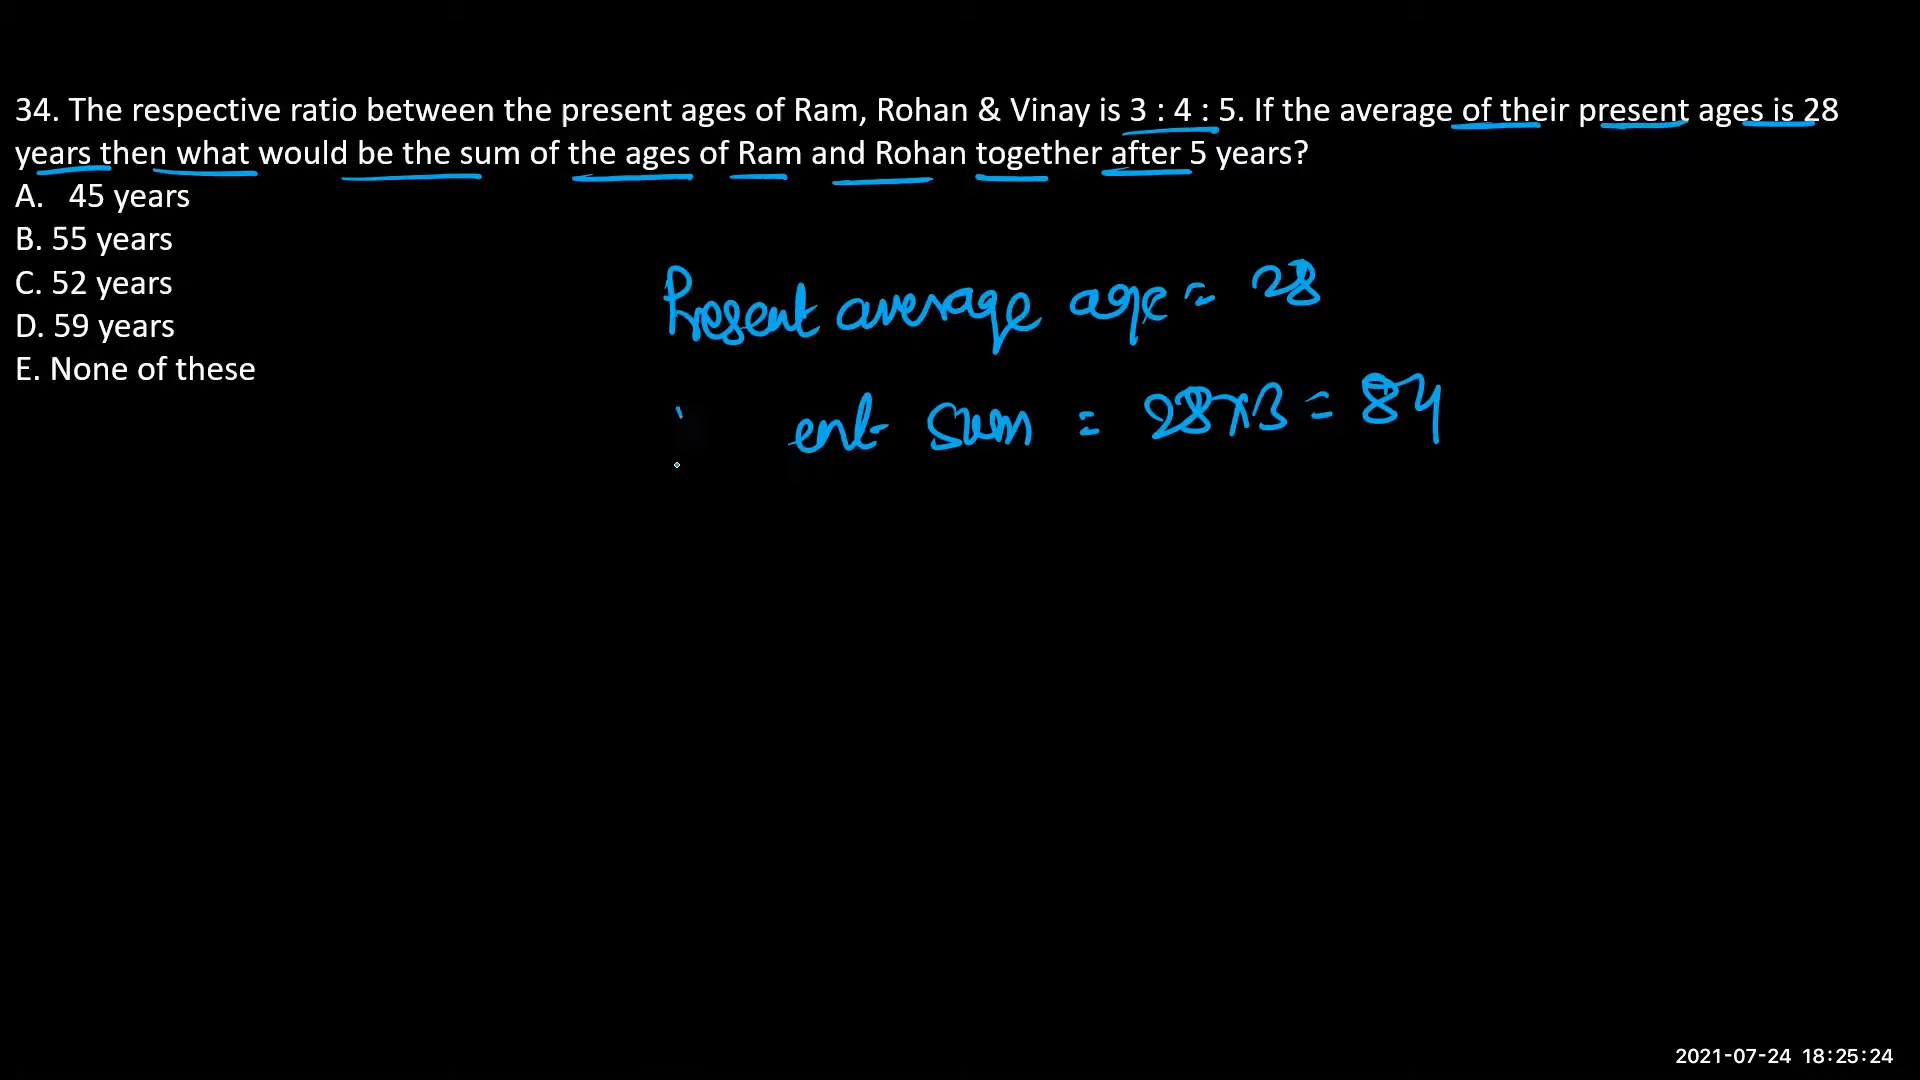 34. The respective ratio between the present ages of Ram, Rohan & Vinay is 3 : 4 : 5. If the average of their present ages is 28
years then what would be the sum of the ages of Ram and Rohan together after 5 years?
A. 45 years
B. 55 years
C. 52 years
D. 59 years
E. None of these
Present average age = 28
ent sum = 28x3 = 84
2021-07-24 18:25:24